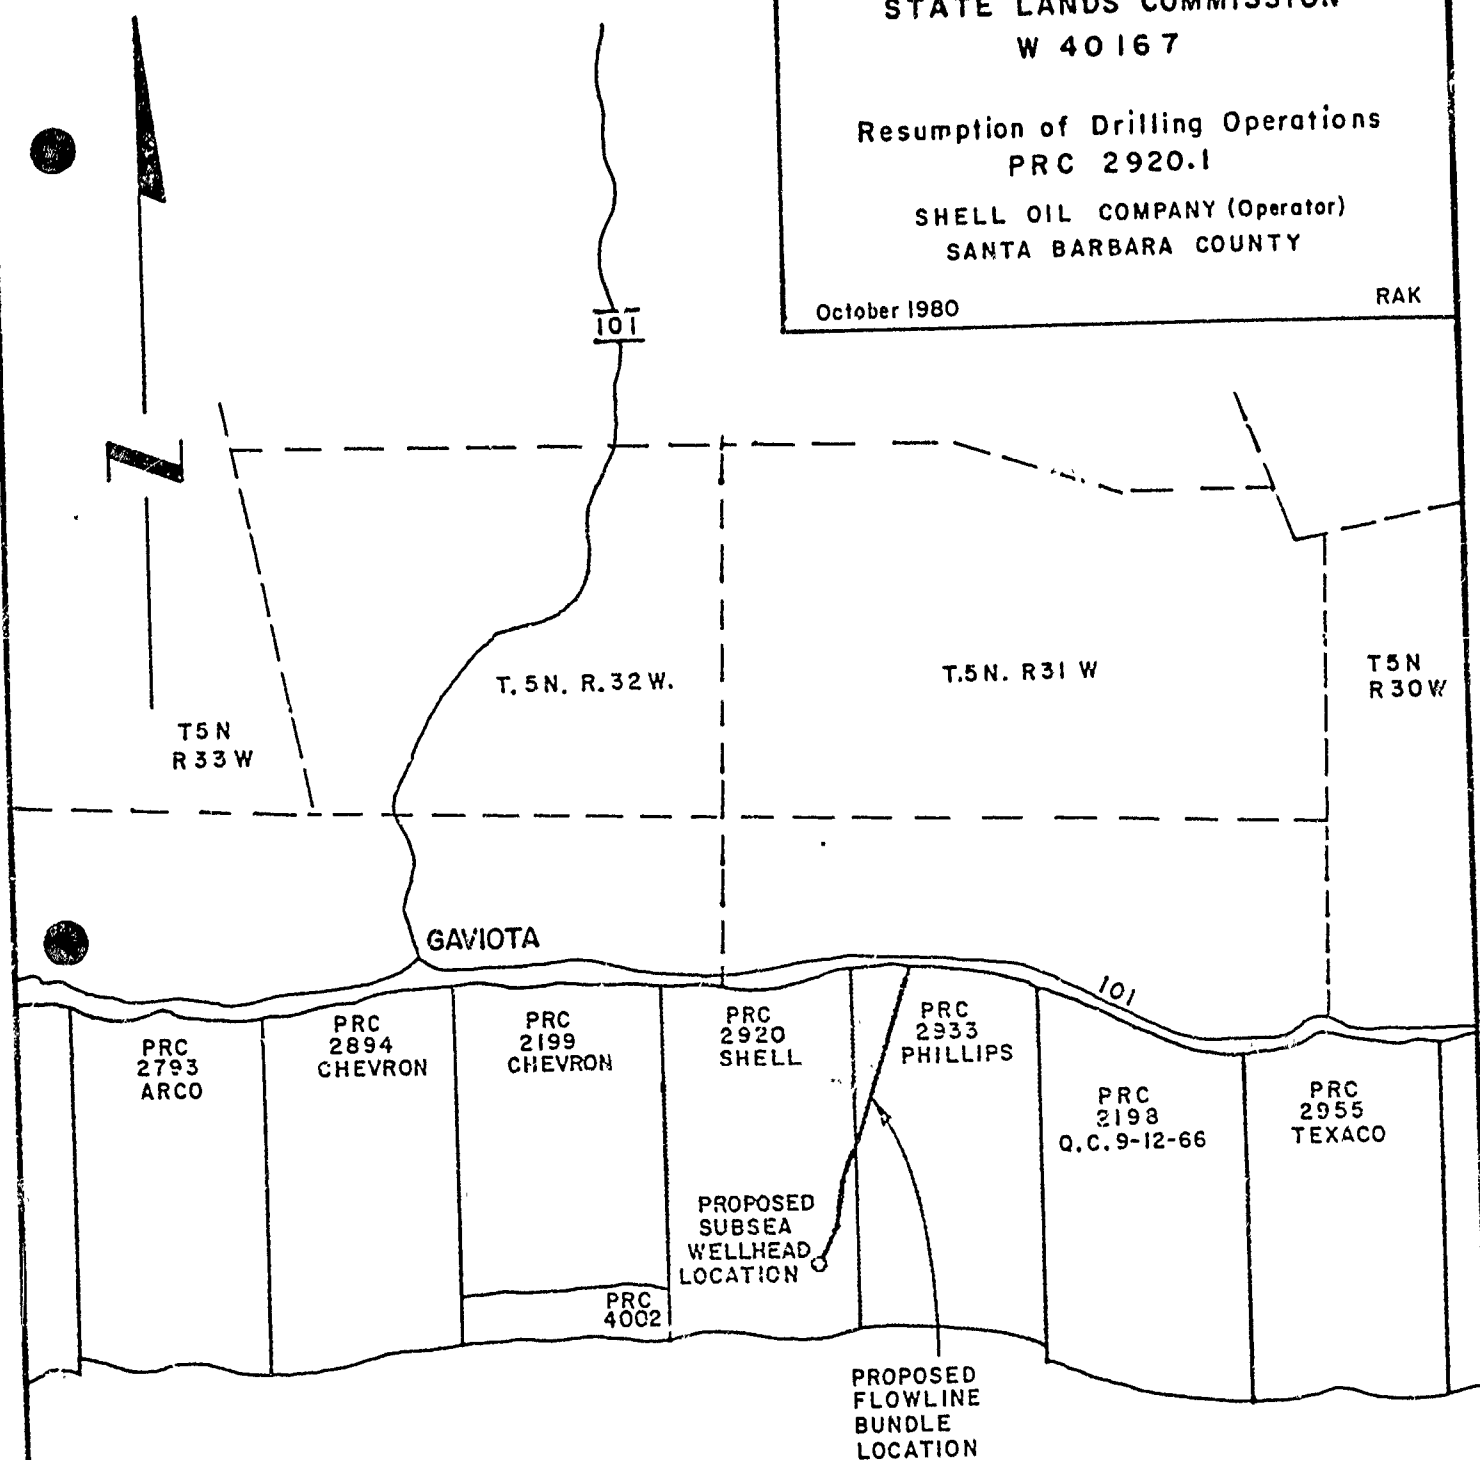 STATE LANDS COMMISSION
W 40167
Resumption of Drilling Operations
PRC 2920.1
SHELL OIL COMPANY (Operator)
SANTA BARBARA COUNTY
October 1980
RAK
101
N
T5N
R33W
T. 5N. R. 32 W.
T.5N. R31 W
T5N
R30W
GAVIOTA
101
PRC
2793
ARCO
PRC
2894
CHEVRON
PRC
2199
CHEVRON
PRC
4002
PRC
2920
SHELL
PRC
2933
PHILLIPS
PRC
2198
Q.C. 9-12-66
PRC
2955
TEXACO
PROPOSED
SUBSEA
WELLHEAD
LOCATION
PROPOSED
FLOWLINE
BUNDLE
LOCATION